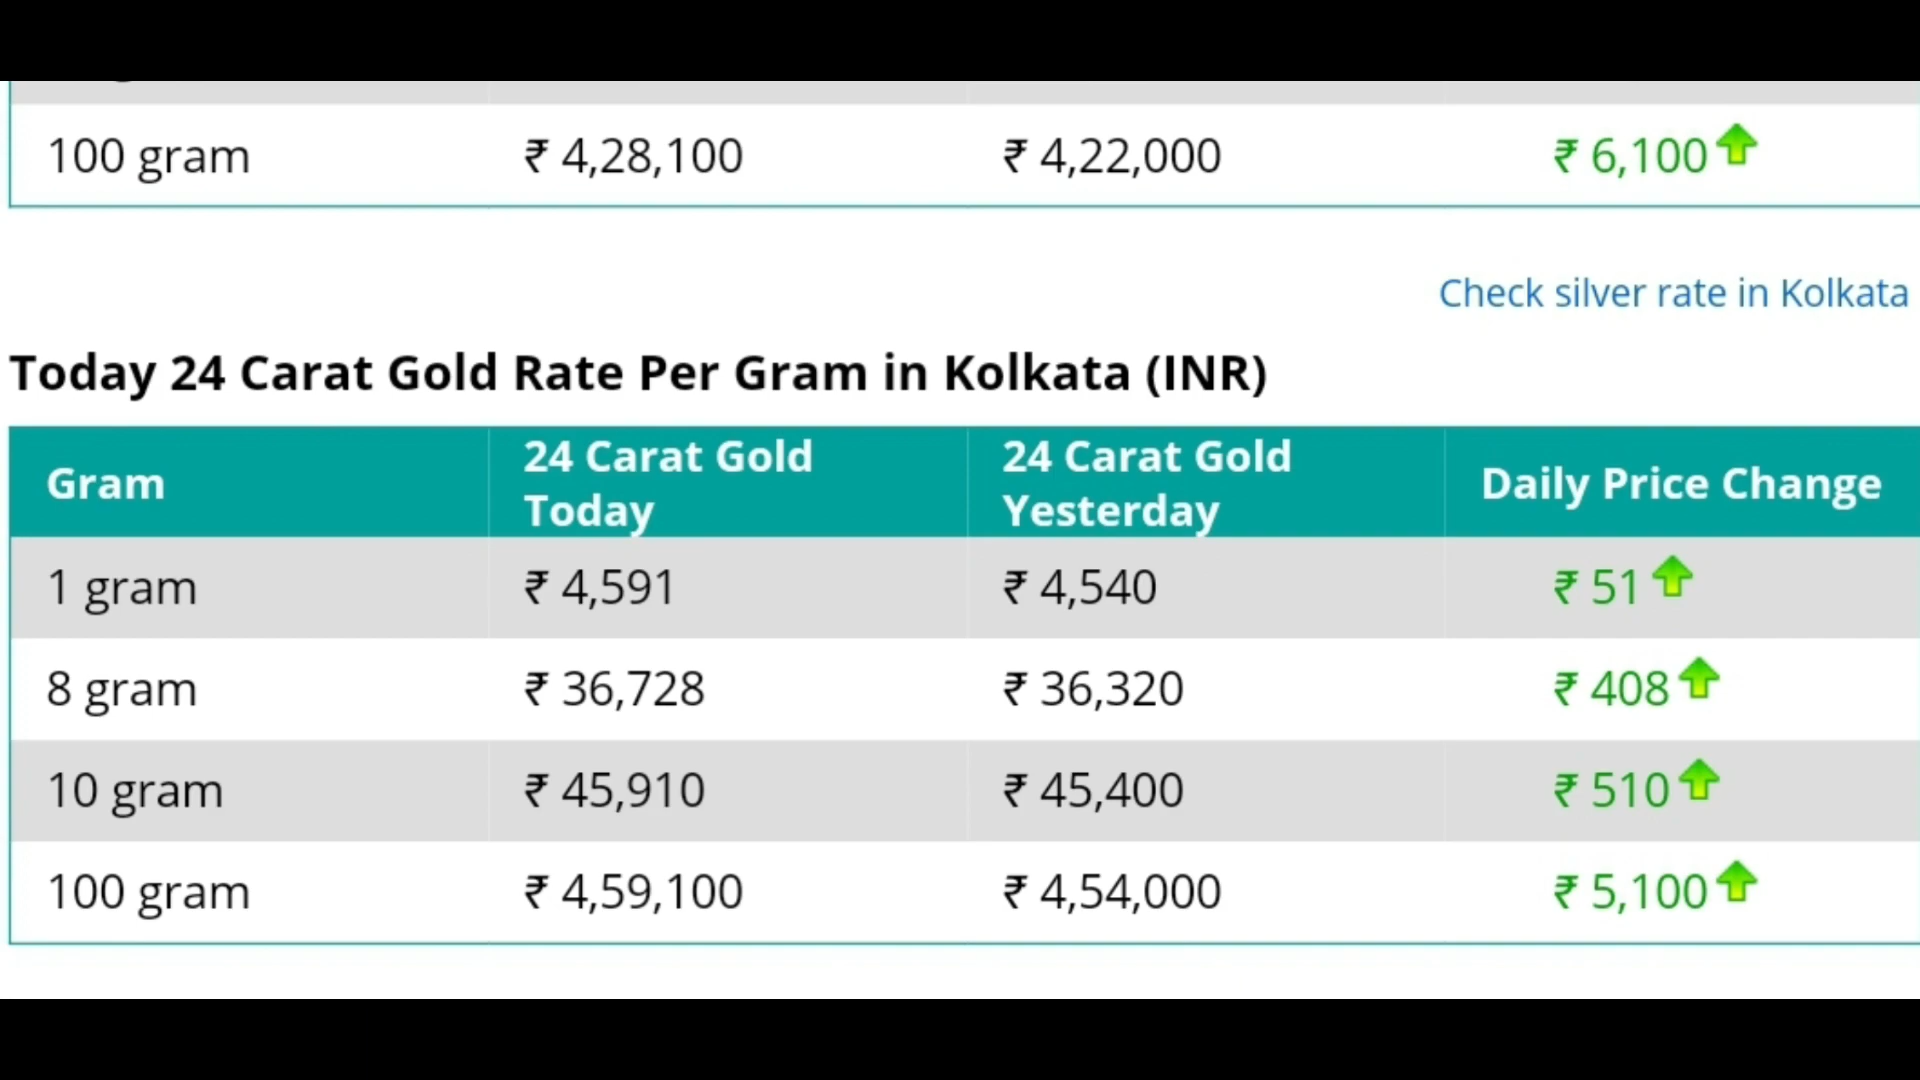 100 gram ₹ 4,28,100 ₹ 4,22,000 ₹ 6,100
Check silver rate in Kolkata
Today 24 Carat Gold Rate Per Gram in Kolkata (INR)
Gram 24 Carat Gold Today 24 Carat Gold Yesterday Daily Price Change
1 gram ₹ 4,591 ₹ 4,540 ₹ 51
8 gram ₹ 36,728 ₹ 36,320 ₹ 408
10 gram ₹ 45,910 ₹ 45,400 ₹ 510
100 gram ₹ 4,59,100 ₹ 4,54,000 ₹ 5,100